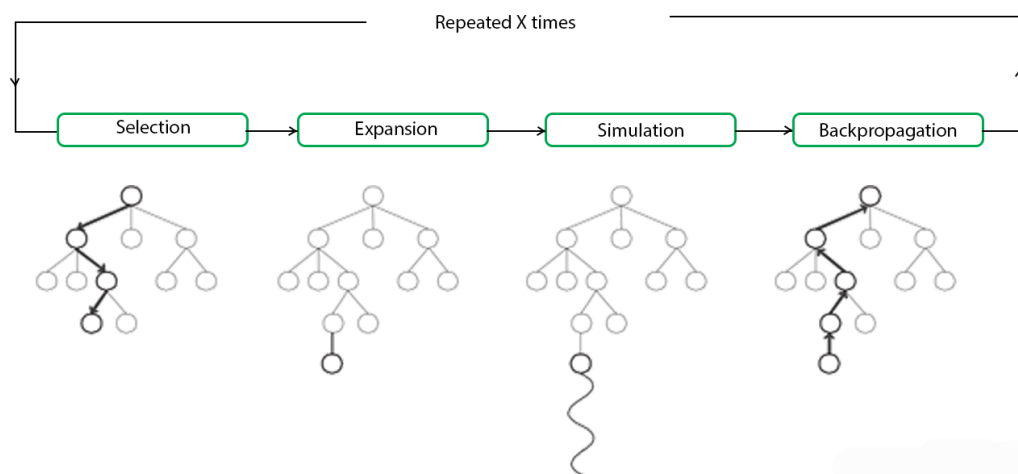 Repeated X times
Selection
Expansion
Simulation
Backpropagation